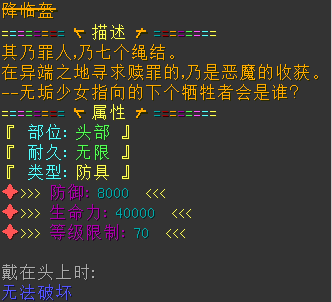 降临盔
======= ✓ 描述 ✓ =======
其乃罪人,乃七个绳结。
在异端之地寻求赎罪的,乃是恶魔的收获。
--无垢少女指向的下个牺牲者会是谁?
======= ✓ 属性 ✓ =======
『 部位: 头部 』
『 耐久: 无限 』
『 类型: 防具 』
✦>>> 防御: 8000 <<<
✦>>> 生命力: 40000 <<<
✦>>> 等级限制: 70 <<<
戴在头上时:
无法破坏